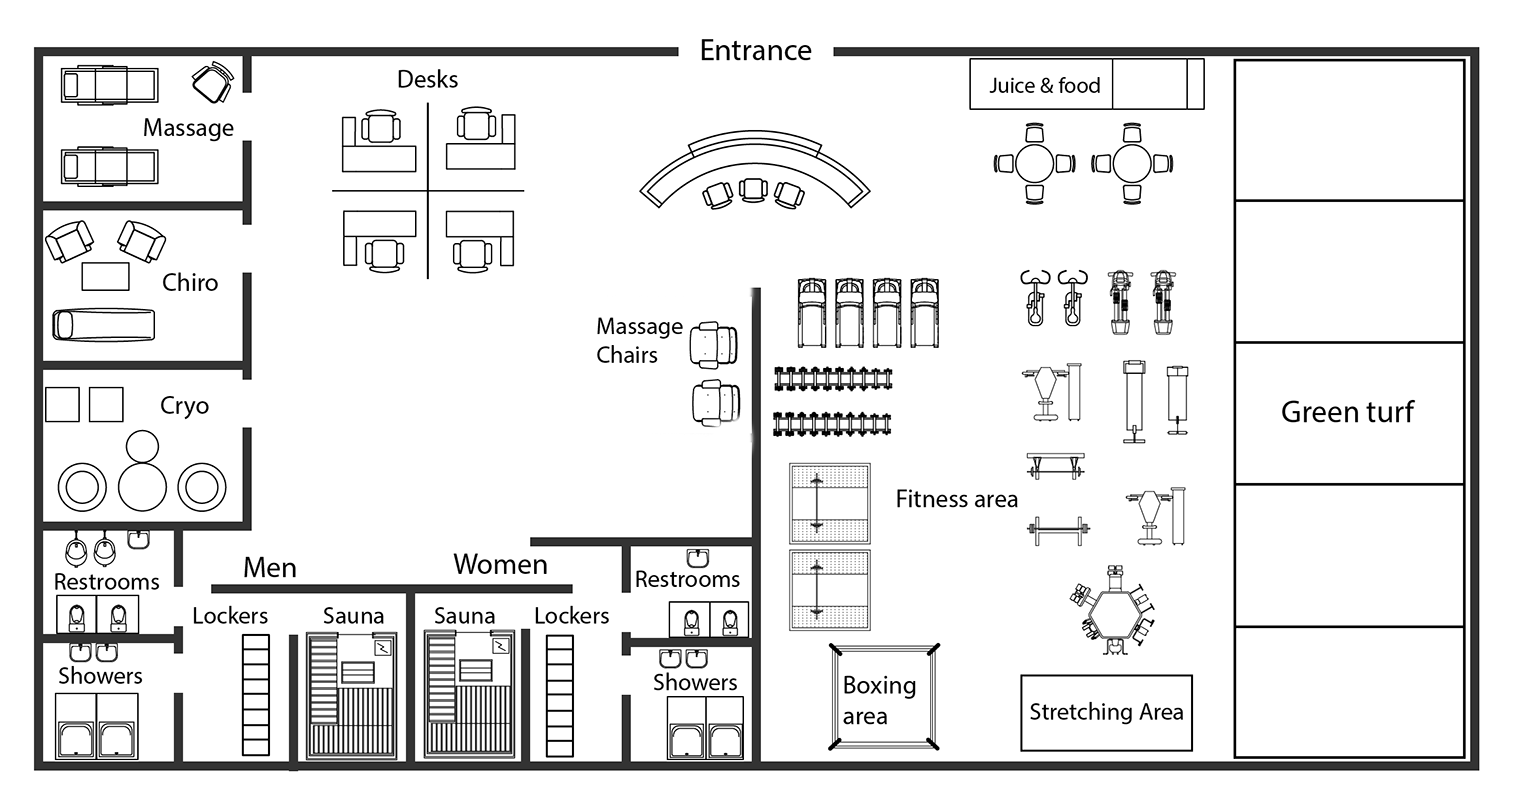 Entrance
Desks
Juice & food
Massage
Chiro
Massage
Chairs
Cryo
Green turf
Fitness area
Men
Women
Restrooms
Restrooms
Lockers
Sauna
Sauna
Lockers
Showers
Showers
Boxing
area
Stretching Area